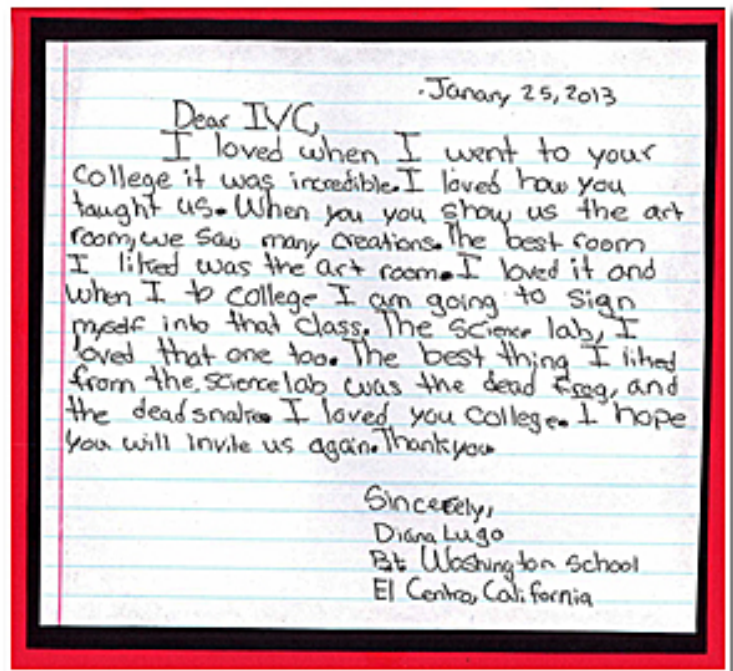 Janary 25, 2013
Dear IVC,
I loved when I went to your
College it was incredible. I loved how you
taught us. When you you show us the art
room, we saw many creations. The best room
I liked was the art room. I loved it and
when I to college I am going to sign
myself into that class. The science lab, I
loved that one too. The best thing I liked
from the science lab was the dead frog, and
the dead snake. I loved you college. I hope
you will invite us again. Thank you
Sincerely,
Diana Lugo
Bt Washington school
El Centro, California